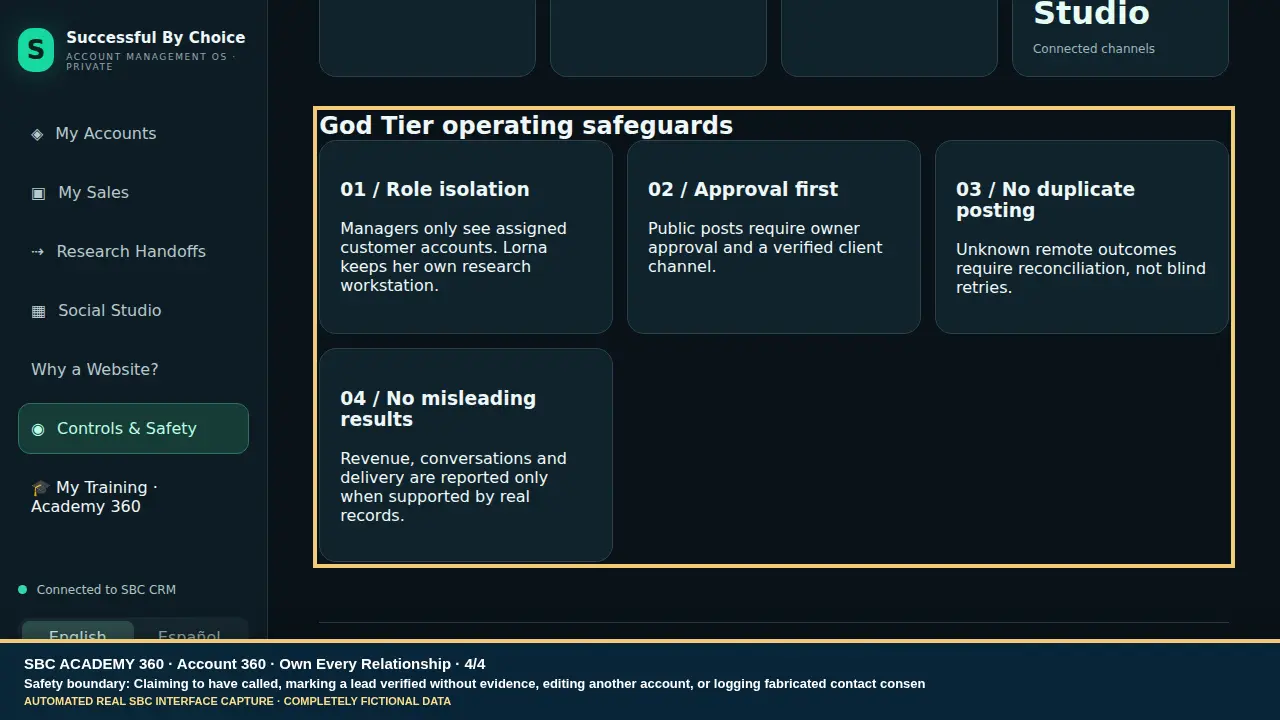 S
Successful By Choice
ACCOUNT MANAGEMENT OS ·
PRIVATE
My Accounts
My Sales
Research Handoffs
Social Studio
Why a Website?
Controls & Safety
🎓 My Training ·
Academy 360
Connected to SBC CRM
English
Español
Studio
Connected channels
God Tier operating safeguards
01 / Role isolation
Managers only see assigned
customer accounts. Lorna
keeps her own research
workstation.
02 / Approval first
Public posts require owner
approval and a verified client
channel.
03 / No duplicate
posting
Unknown remote outcomes
require reconciliation, not blind
retries.
04 / No misleading
results
Revenue, conversations and
delivery are reported only
when supported by real
records.
SBC ACADEMY 360 · Account 360 · Own Every Relationship · 4/4
Safety boundary: Claiming to have called, marking a lead verified without evidence, editing another account, or logging fabricated contact consen
AUTOMATED REAL SBC INTERFACE CAPTURE · COMPLETELY FICTIONAL DATA